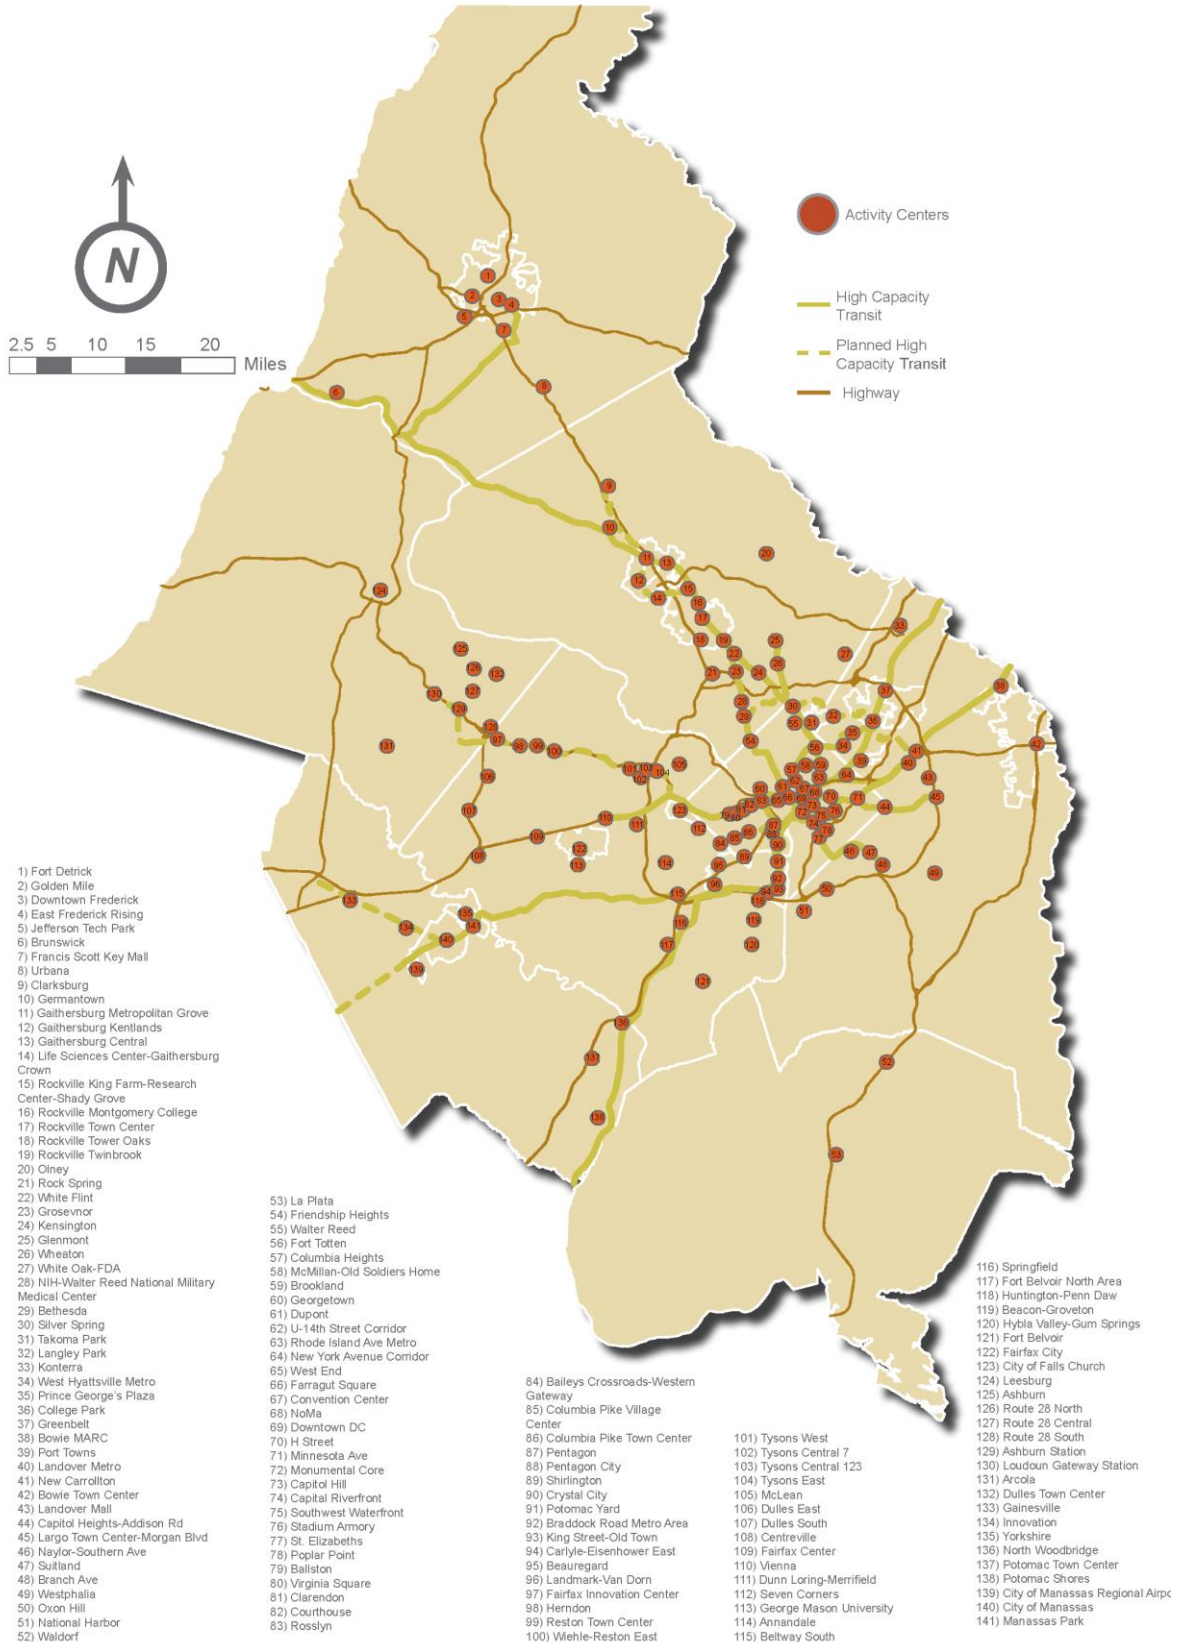 N
2.5 5 10 15 20
Miles
Activity Centers
High Capacity
Transit
Planned High
Capacity Transit
Highway
1) Fort Detrick
2) Golden Mile
3) Downtown Frederick
4) East Frederick Rising
5) Jefferson Tech Park
6) Brunswick
7) Francis Scott Key Mall
8) Urbana
9) Clarksburg
10) Germantown
11) Gaithersburg Metropolitan Grove
12) Gaithersburg Kentlands
13) Gaithersburg Central
14) Life Sciences Center-Gaithersburg
Crown
15) Rockville King Farm-Research
Center-Shady Grove
16) Rockville Montgomery College
17) Rockville Town Center
18) Rockville Tower Oaks
19) Rockville Twinbrook
20) Olney
21) Rock Spring
22) White Flint
23) Grosevnor
24) Kensington
25) Glenmont
26) Wheaton
27) White Oak-FDA
28) NIH-Walter Reed National Military
Medical Center
29) Bethesda
30) Silver Spring
31) Takoma Park
32) Langley Park
33) Konterra
34) West Hyattsville Metro
35) Prince George's Plaza
36) College Park
37) Greenbelt
38) Bowie MARC
39) Port Towns
40) Landover Metro
41) New Carrollton
42) Bowie Town Center
43) Landover Mall
44) Capitol Heights-Addison Rd
45) Largo Town Center-Morgan Blvd
46) Naylor-Southern Ave
47) Suitland
48) Branch Ave
49) Westphalia
50) Oxon Hill
51) National Harbor
52) Waldorf
53) La Plata
54) Friendship Heights
55) Walter Reed
56) Fort Totten
57) Columbia Heights
58) McMillan-Old Soldiers Home
59) Brookland
60) Georgetown
61) Dupont
62) U-14th Street Corridor
63) Rhode Island Ave Metro
64) New York Avenue Corridor
65) West End
66) Farragut Square
67) Convention Center
68) NoMa
69) Downtown DC
70) H Street
71) Minnesota Ave
72) Monumental Core
73) Capitol Hill
74) Capital Riverfront
75) Southwest Waterfront
76) Stadium Armory
77) St. Elizabeths
78) Poplar Point
79) Ballston
80) Virginia Square
81) Clarendon
82) Courthouse
83) Rosslyn
84) Baileys Crossroads-Western
Gateway
85) Columbia Pike Village
Center
86) Columbia Pike Town Center
87) Pentagon
88) Pentagon City
89) Shirlington
90) Crystal City
91) Potomac Yard
92) Braddock Road Metro Area
93) King Street-Old Town
94) Carlyle-Eisenhower East
95) Beauregard
96) Landmark-Van Dorn
97) Fairfax Innovation Center
98) Herndon
99) Reston Town Center
100) Wiehle-Reston East
101) Tysons West
102) Tysons Central 7
103) Tysons Central 123
104) Tysons East
105) McLean
106) Dulles East
107) Dulles South
108) Centreville
109) Fairfax Center
110) Vienna
111) Dunn Loring-Merrifield
112) Seven Corners
113) George Mason University
114) Annandale
115) Beltway South
116) Springfield
117) Fort Belvoir North Area
118) Huntington-Penn Daw
119) Beacon-Groveton
120) Hybla Valley-Gum Springs
121) Fort Belvoir
122) Fairfax City
123) City of Falls Church
124) Leesburg
125) Ashburn
126) Route 28 North
127) Route 28 Central
128) Route 28 South
129) Ashburn Station
130) Loudoun Gateway Station
131) Arcola
132) Dulles Town Center
133) Gainesville
134) Innovation
135) Yorkshire
136) North Woodbridge
137) Potomac Town Center
138) Potomac Shores
139) City of Manassas Regional Airpo
140) City of Manassas
141) Manassas Park